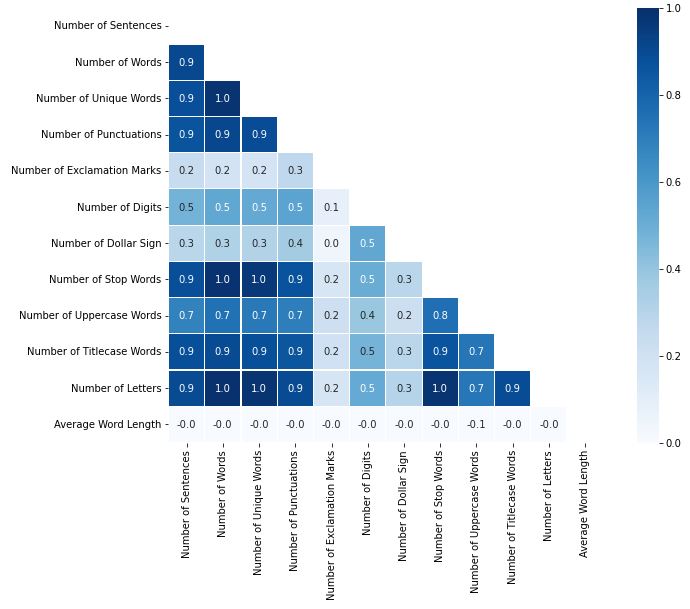 Number of Sentences
Number of Words 0.9
Number of Unique Words 0.9 1.0
Number of Punctuations 0.9 0.9 0.9
Number of Exclamation Marks 0.2 0.2 0.2 0.3
Number of Digits 0.5 0.5 0.5 0.5 0.1
Number of Dollar Sign 0.3 0.3 0.3 0.4 0.0 0.5
Number of Stop Words 0.9 1.0 1.0 0.9 0.2 0.5 0.3
Number of Uppercase Words 0.7 0.7 0.7 0.7 0.2 0.4 0.2 0.8
Number of Titlecase Words 0.9 0.9 0.9 0.9 0.2 0.5 0.3 0.9 0.7
Number of Letters 0.9 1.0 1.0 0.9 0.2 0.5 0.3 1.0 0.7 0.9
Average Word Length -0.0 -0.0 -0.0 -0.0 -0.0 -0.0 -0.0 -0.0 -0.1 -0.0 -0.0
Number of Sentences
Number of Words
Number of Unique Words
Number of Punctuations
Number of Exclamation Marks
Number of Digits
Number of Dollar Sign
Number of Stop Words
Number of Uppercase Words
Number of Titlecase Words
Number of Letters
Average Word Length
1.0
0.8
0.6
0.4
0.2
0.0